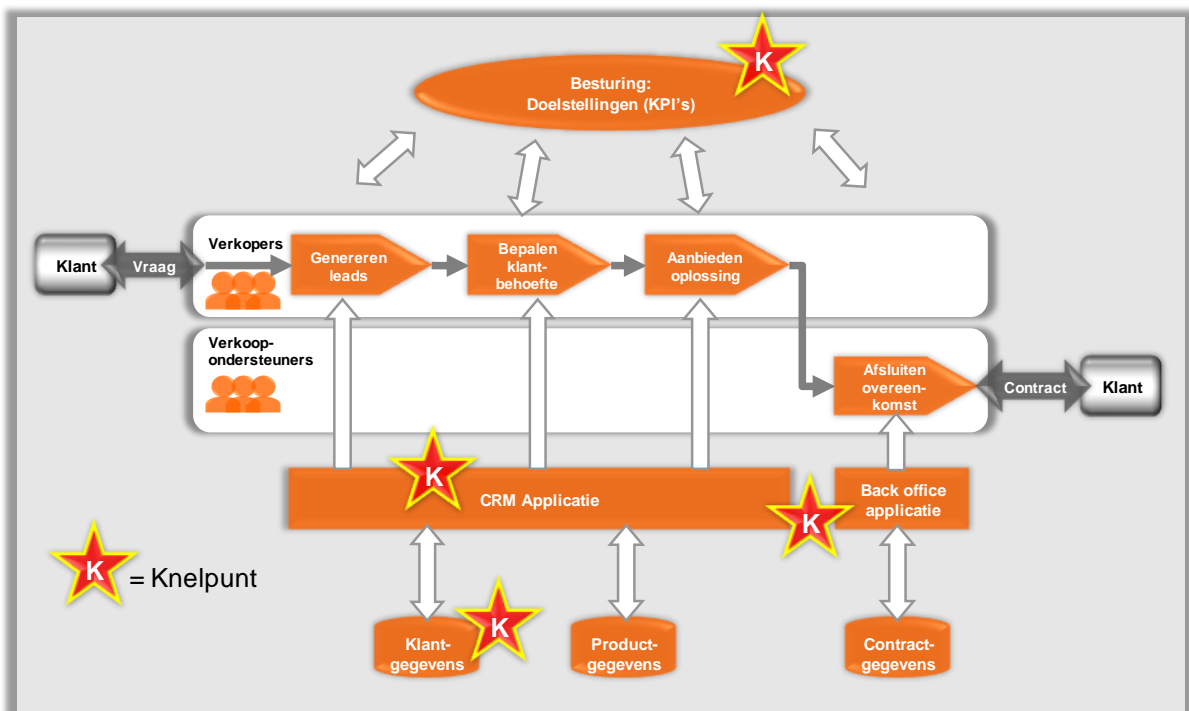 K
Besturing:
Doelstellingen (KPI's)
Klant
Vraag
Verkopers
Genereren
leads
Bepalen
klant-
behoefte
Aanbieden
oplossing
Verkoop-
ondersteuners
Afsluiten
overeen-
komst
Contract
Klant
K
CRM Applicatie
K
Back office
applicatie
K
= Knelpunt
Klant-
gegevens
K
Product-
gegevens
Contract-
gegevens